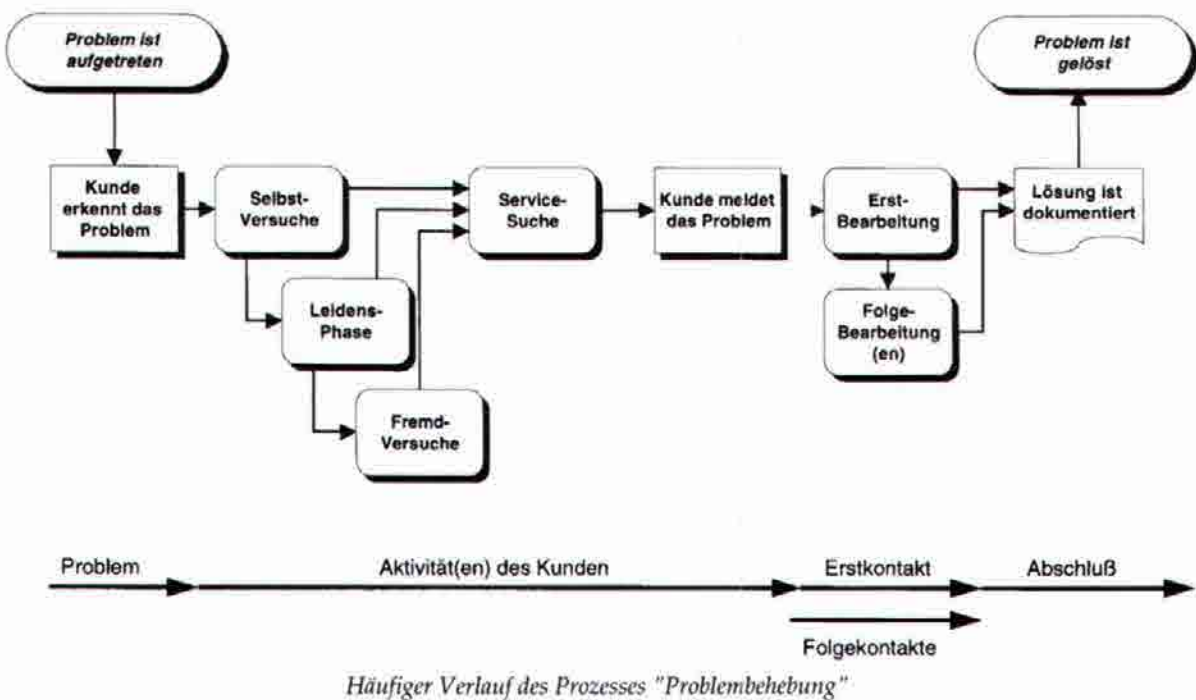 Problem ist
aufgetreten
Problem ist
gelöst
Kunde
erkennt das
Problem
Selbst-
Versuche
Service-
Suche
Kunde meldet
das Problem
Erst-
Bearbeitung
Lösung ist
dokumentiert
Leidens-
Phase
Folge-
Bearbeitung
(en)
Fremd-
Versuche
Problem
Aktivität(en) des Kunden
Erstkontakt
Abschluß
Folgekontakte
Häufiger Verlauf des Prozesses "Problembehebung"